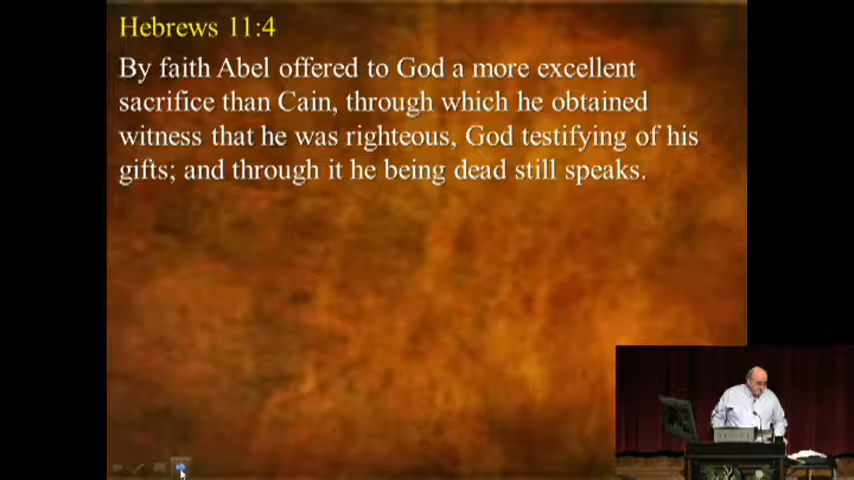 Hebrews 11:4
By faith Abel offered to God a more excellent
sacrifice than Cain, through which he obtained
witness that he was righteous, God testifying of his
gifts; and through it he being dead still speaks.